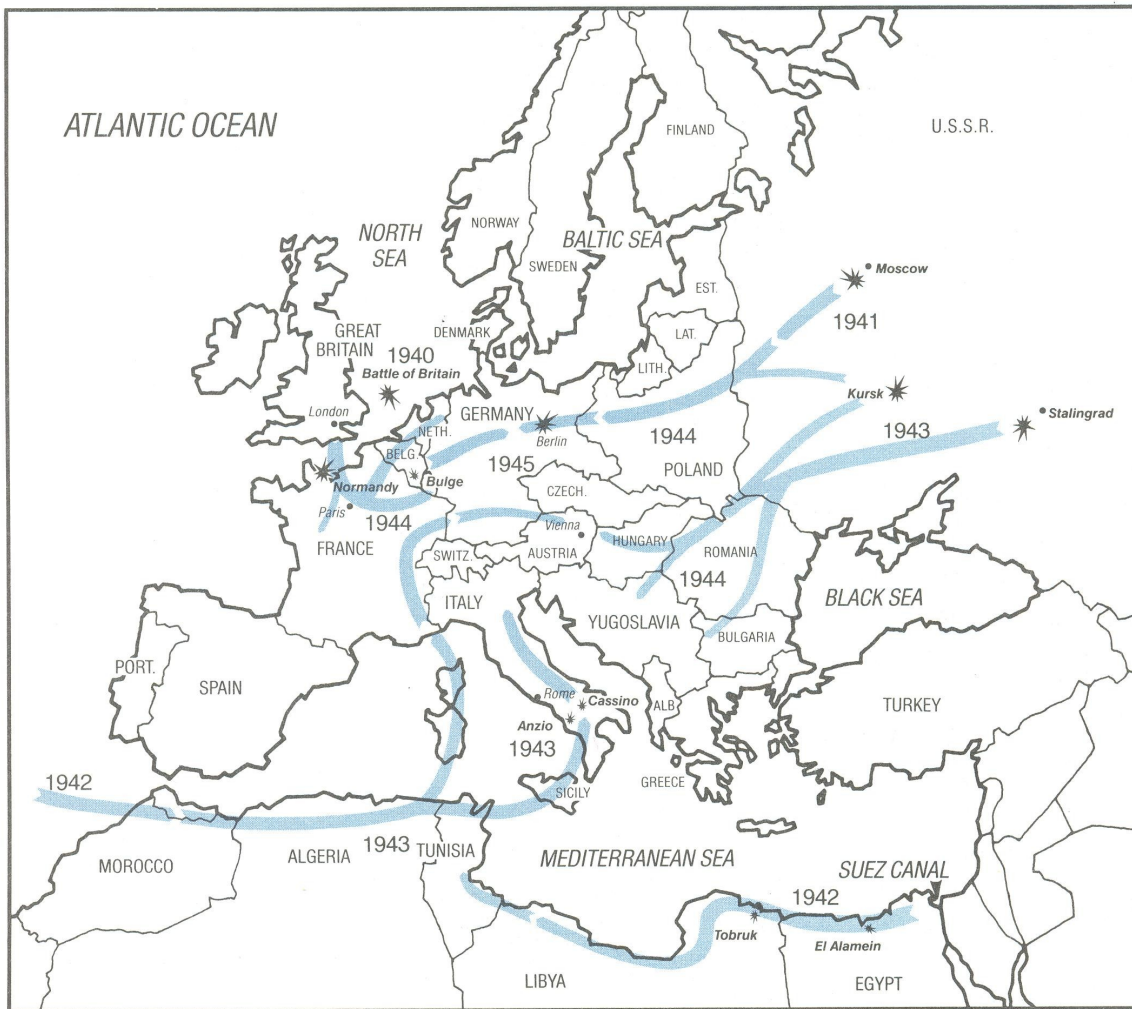 ATLANTIC OCEAN
U.S.S.R.
FINLAND
NORWAY
NORTH
SEA
BALTIC SEA
SWEDEN
Moscow
EST.
1941
DENMARK
GREAT
BRITAIN
LAT.
1940
Battle of Britain
LITH.
Kursk
London
GERMANY
Stalingrad
NETH.
1944
1943
Berlin
BELG.
1945
POLAND
Bulge
Normandy
CZECH.
Paris
1944
Vienna
HUNGARY
FRANCE
SWITZ.
AUSTRIA
ROMANIA
1944
ITALY
BLACK SEA
YUGOSLAVIA
BULGARIA
PORT.
SPAIN
Rome
Cassino
ALB
TURKEY
Anzio
1943
1942
GREECE
SICILY
1943
TUNISIA
MOROCCO
ALGERIA
MEDITERRANEAN SEA
SUEZ CANAL
1942
Tobruk
El Alamein
LIBYA
EGYPT